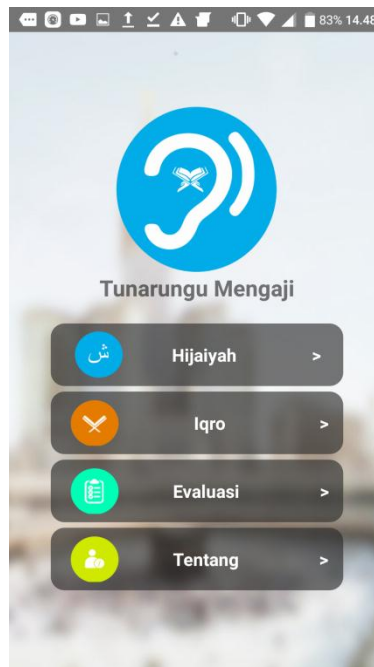 83% 14.48
Tunarungu Mengaji
ش
Hijaiyah >
Iqro >
Evaluasi >
Tentang >